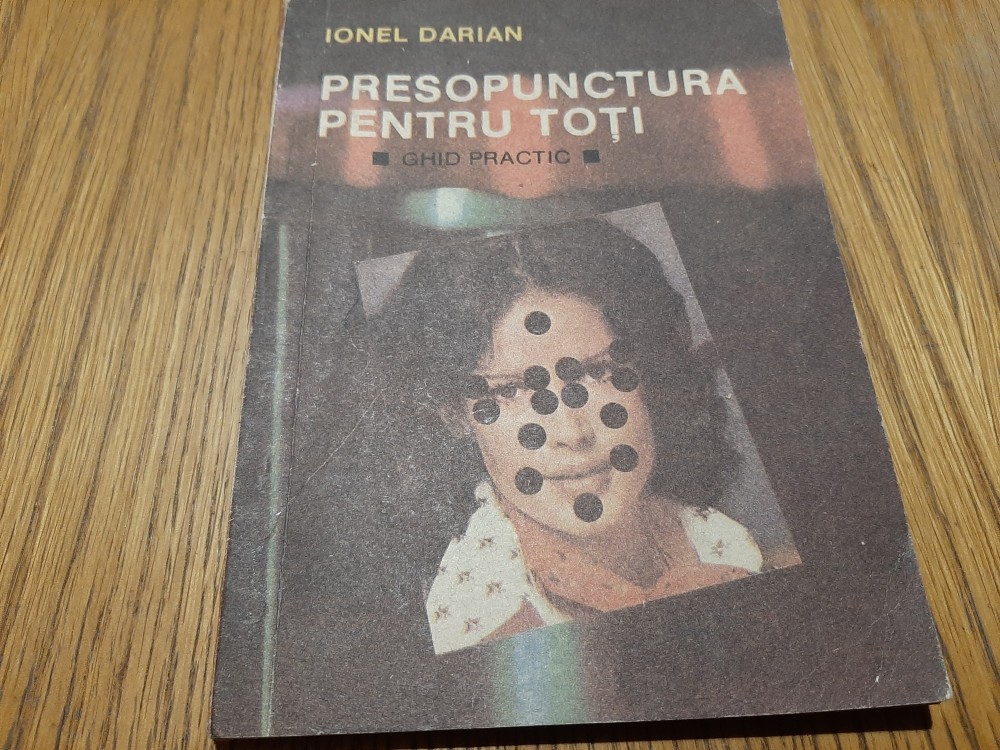 IONEL DARIAN
PRESOPUNCTURA
PENTRU TOȚI
■ GHID PRACTIC ■